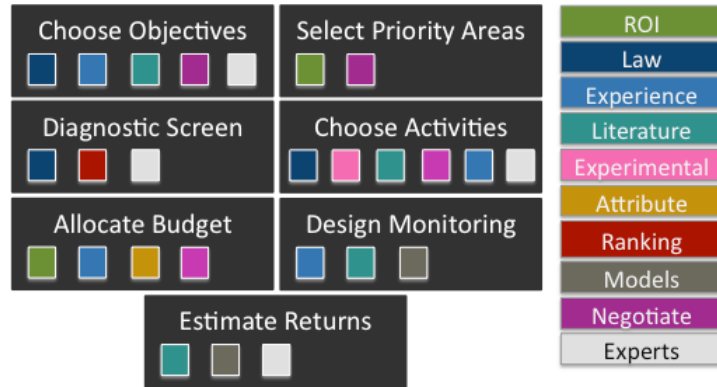 Choose Objectives
Select Priority Areas
Diagnostic Screen
Choose Activities
Allocate Budget
Design Monitoring
Estimate Returns
ROI
Law
Experience
Literature
Experimental
Attribute
Ranking
Models
Negotiate
Experts